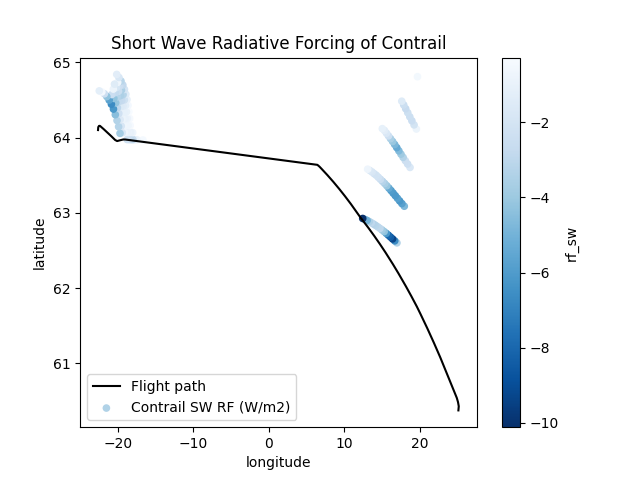 Short Wave Radiative Forcing of Contrail
65
64
63
62
61
latitude
−20
−10
0
10
20
longitude
Flight path
Contrail SW RF (W/m2)
−2
−4
−6
−8
−10
rf_sw